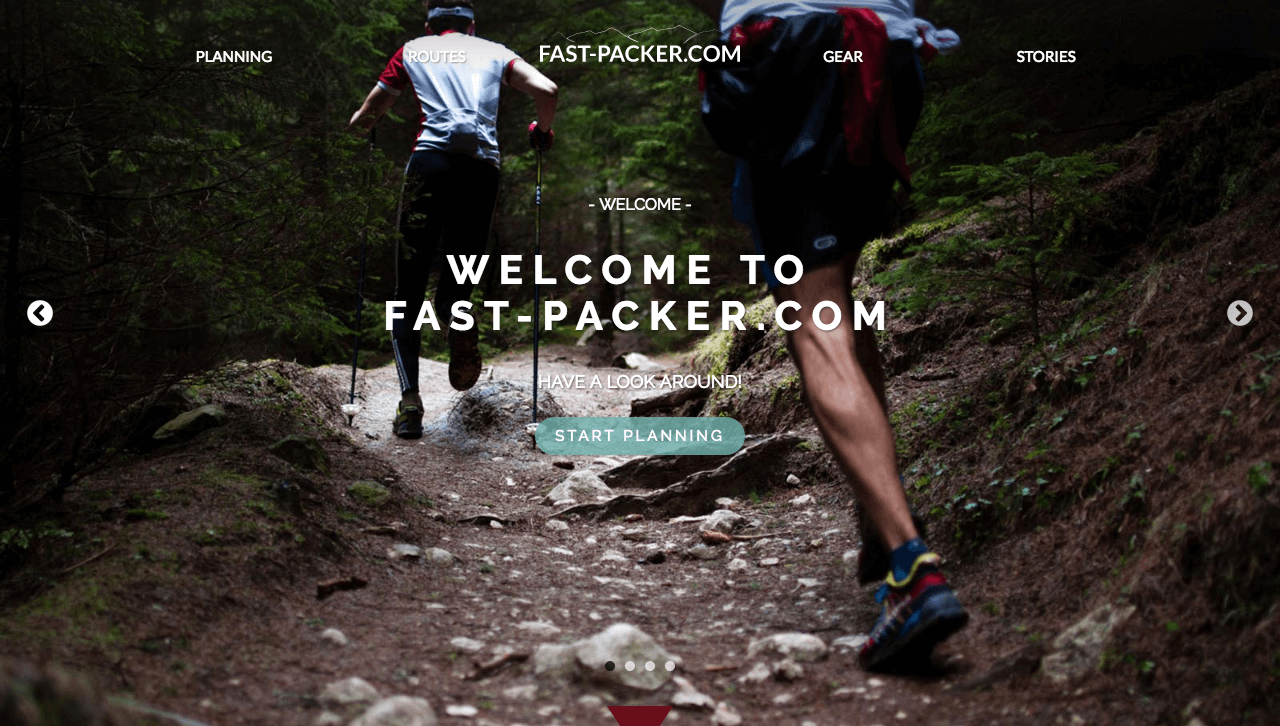 PLANNING
ROUTES
FAST-PACKER.COM
GEAR
STORIES
- WELCOME -
WELCOME TO
FAST-PACKER.COM
HAVE A LOOK AROUND!
START PLANNING